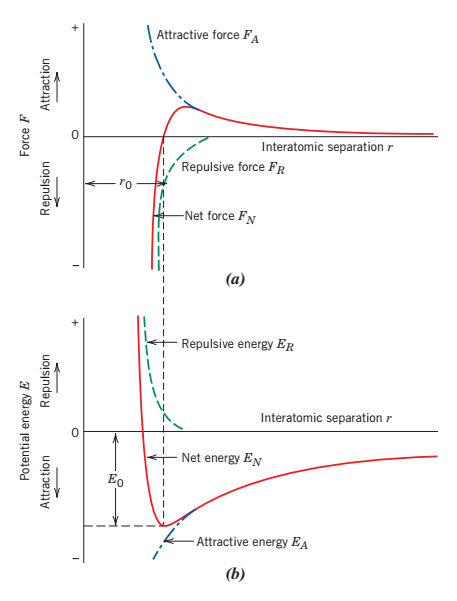 +
Attractive force F_A
Attraction
Force F
0
Interatomic separation r
Repulsive force F_R
r_0
Repulsion
Net force F_N
–
(a)
+
Repulsive energy E_R
Repulsion
Potential energy E
Interatomic separation r
0
Net energy E_N
E_0
Attraction
Attractive energy E_A
–
(b)